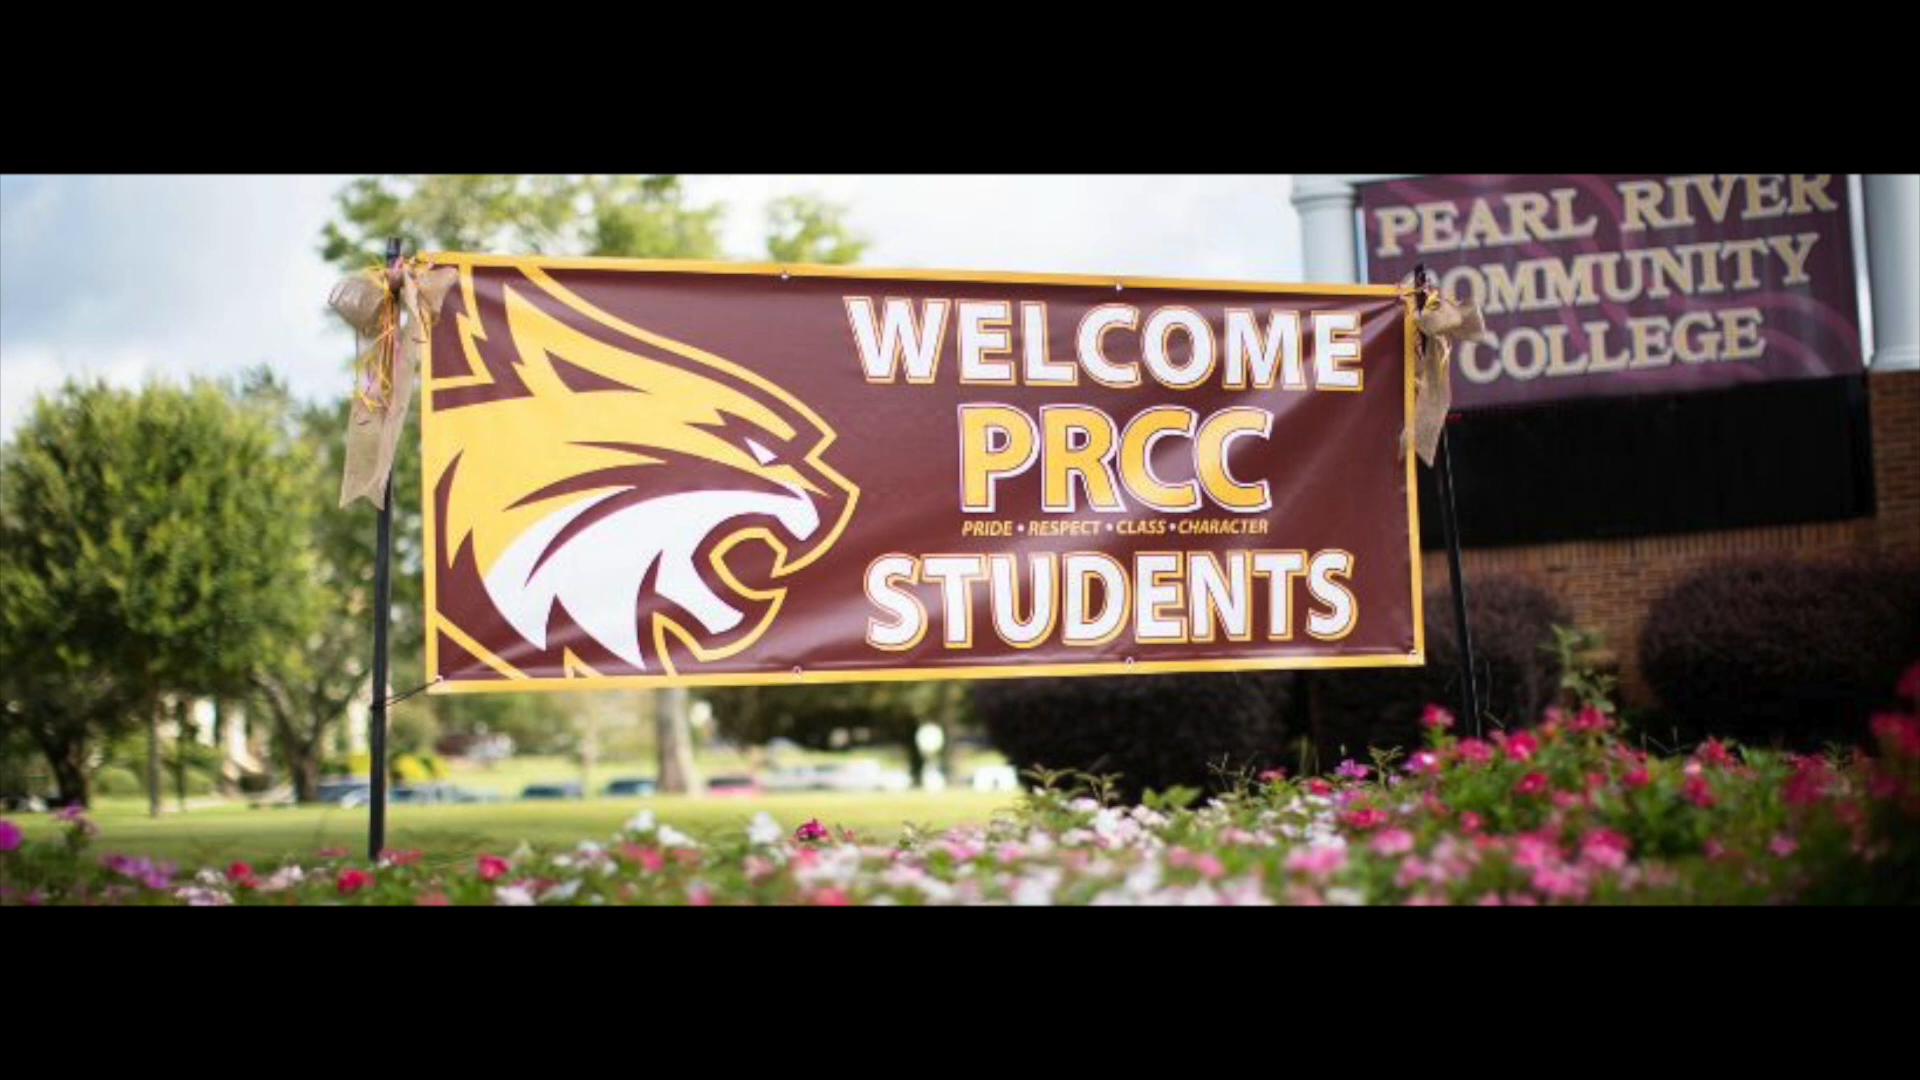 WELCOME
PRCC
PRIDE • RESPECT • CLASS • CHARACTER
STUDENTS
PEARL RIVER
COMMUNITY
COLLEGE